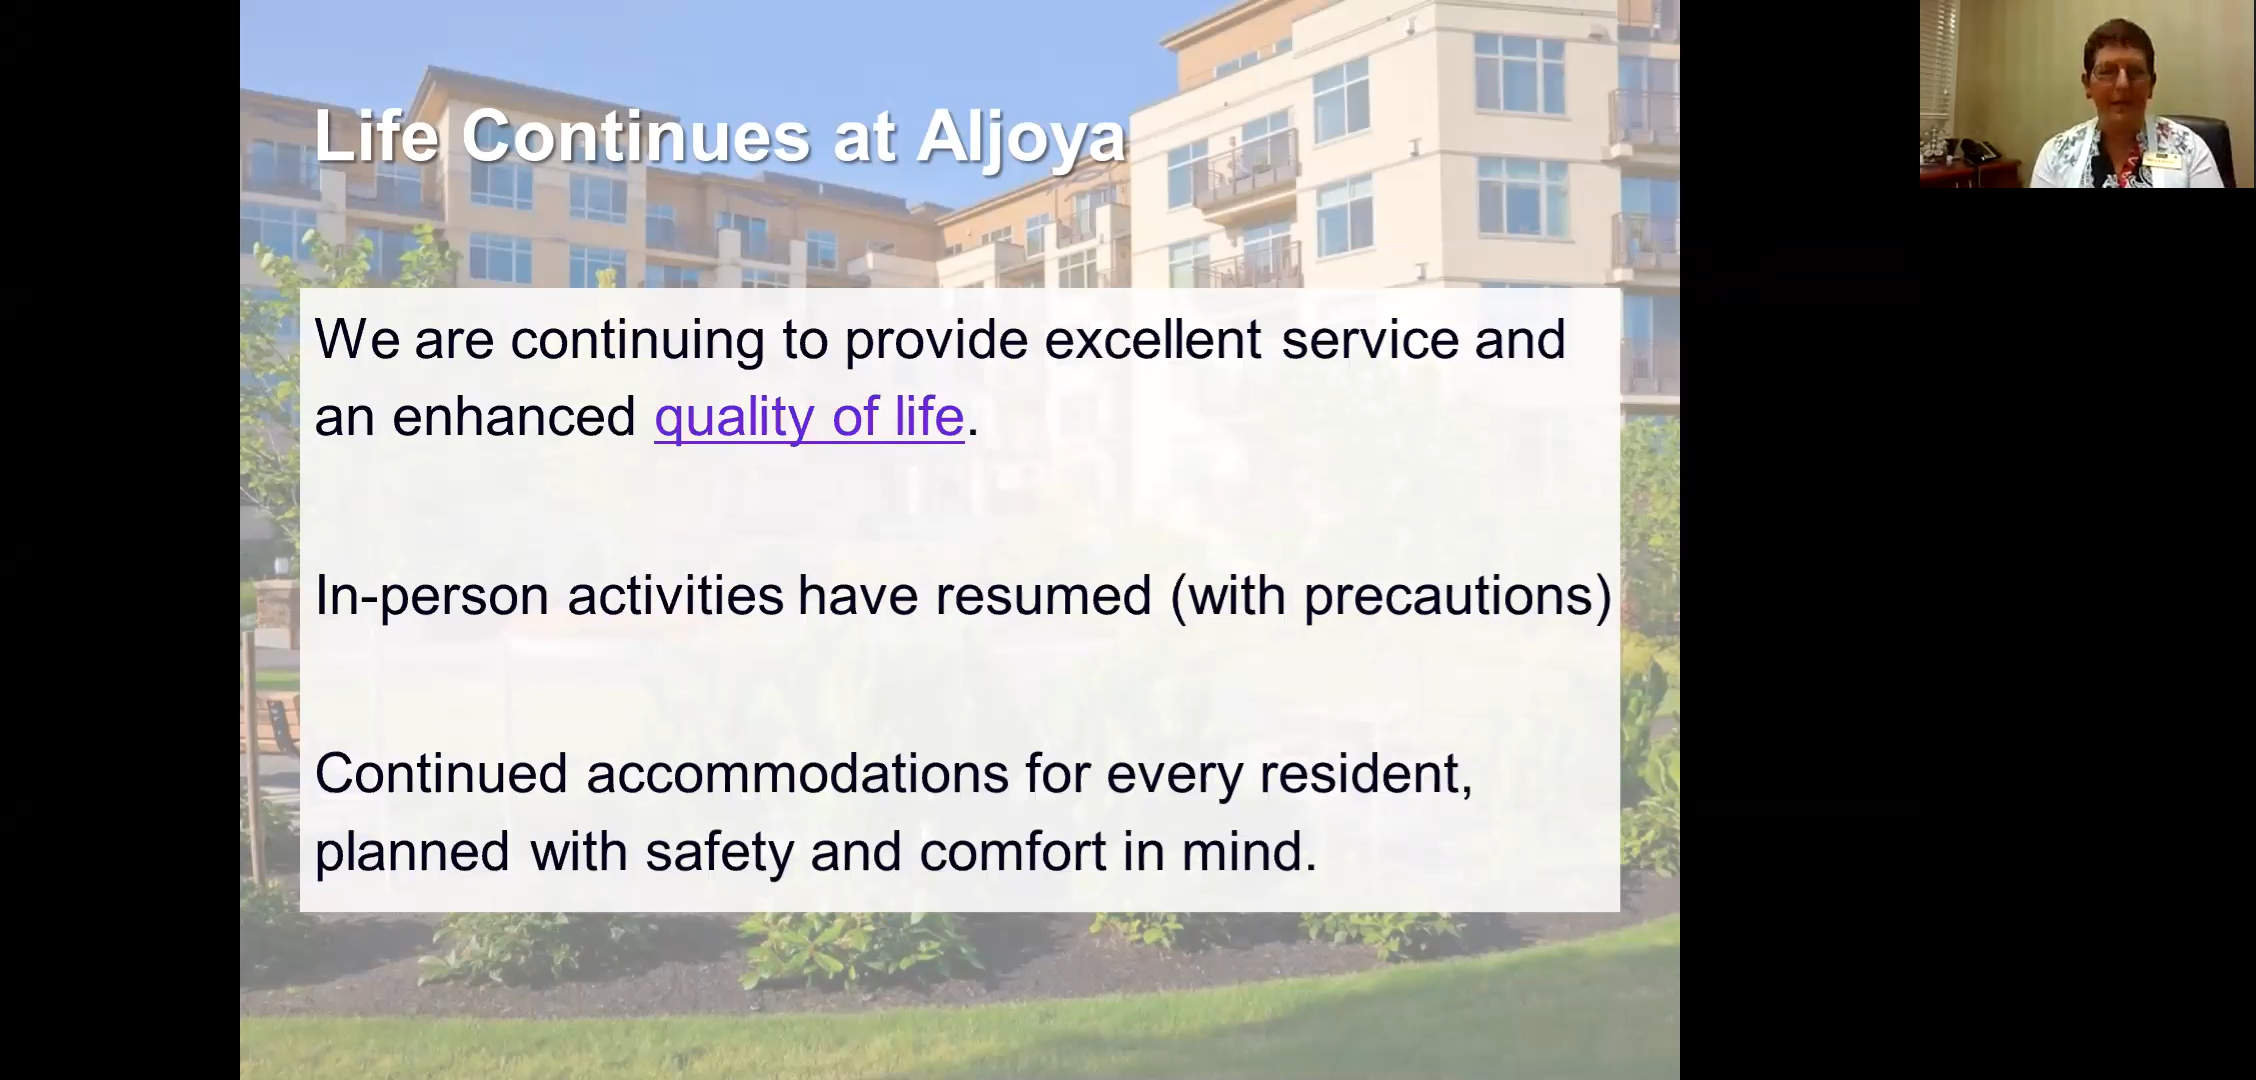 Life Continues at Aljoya
We are continuing to provide excellent service and
an enhanced quality of life.
In-person activities have resumed (with precautions)
Continued accommodations for every resident,
planned with safety and comfort in mind.